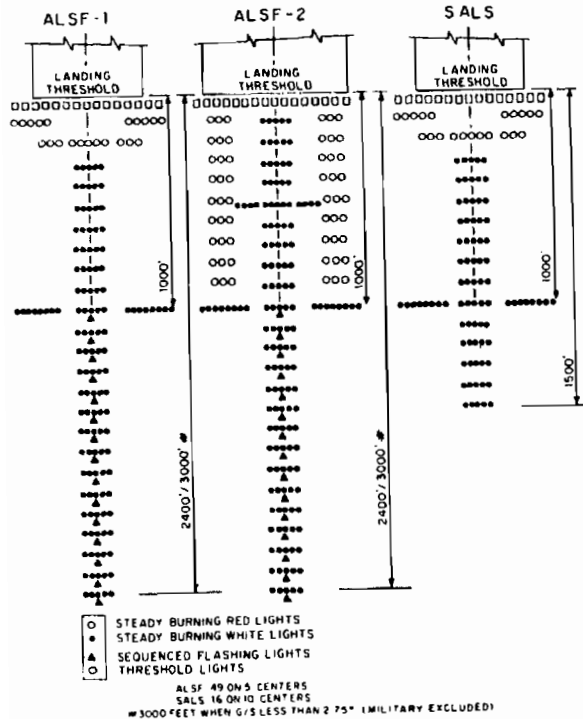 ALSF-1
ALSF-2
SALS
LANDING
THRESHOLD
LANDING
THRESHOLD
LANDING
THRESHOLD
1000'
1000'
1000'
1500'
2400'/3000' #
2400'/3000' #
STEADY BURNING RED LIGHTS
STEADY BURNING WHITE LIGHTS
SEQUENCED FLASHING LIGHTS
THRESHOLD LIGHTS
ALSF 49 ON 5 CENTERS
SALS 16 ON 10 CENTERS
#3000 FEET WHEN G/S LESS THAN 2 75° (MILITARY EXCLUDED)